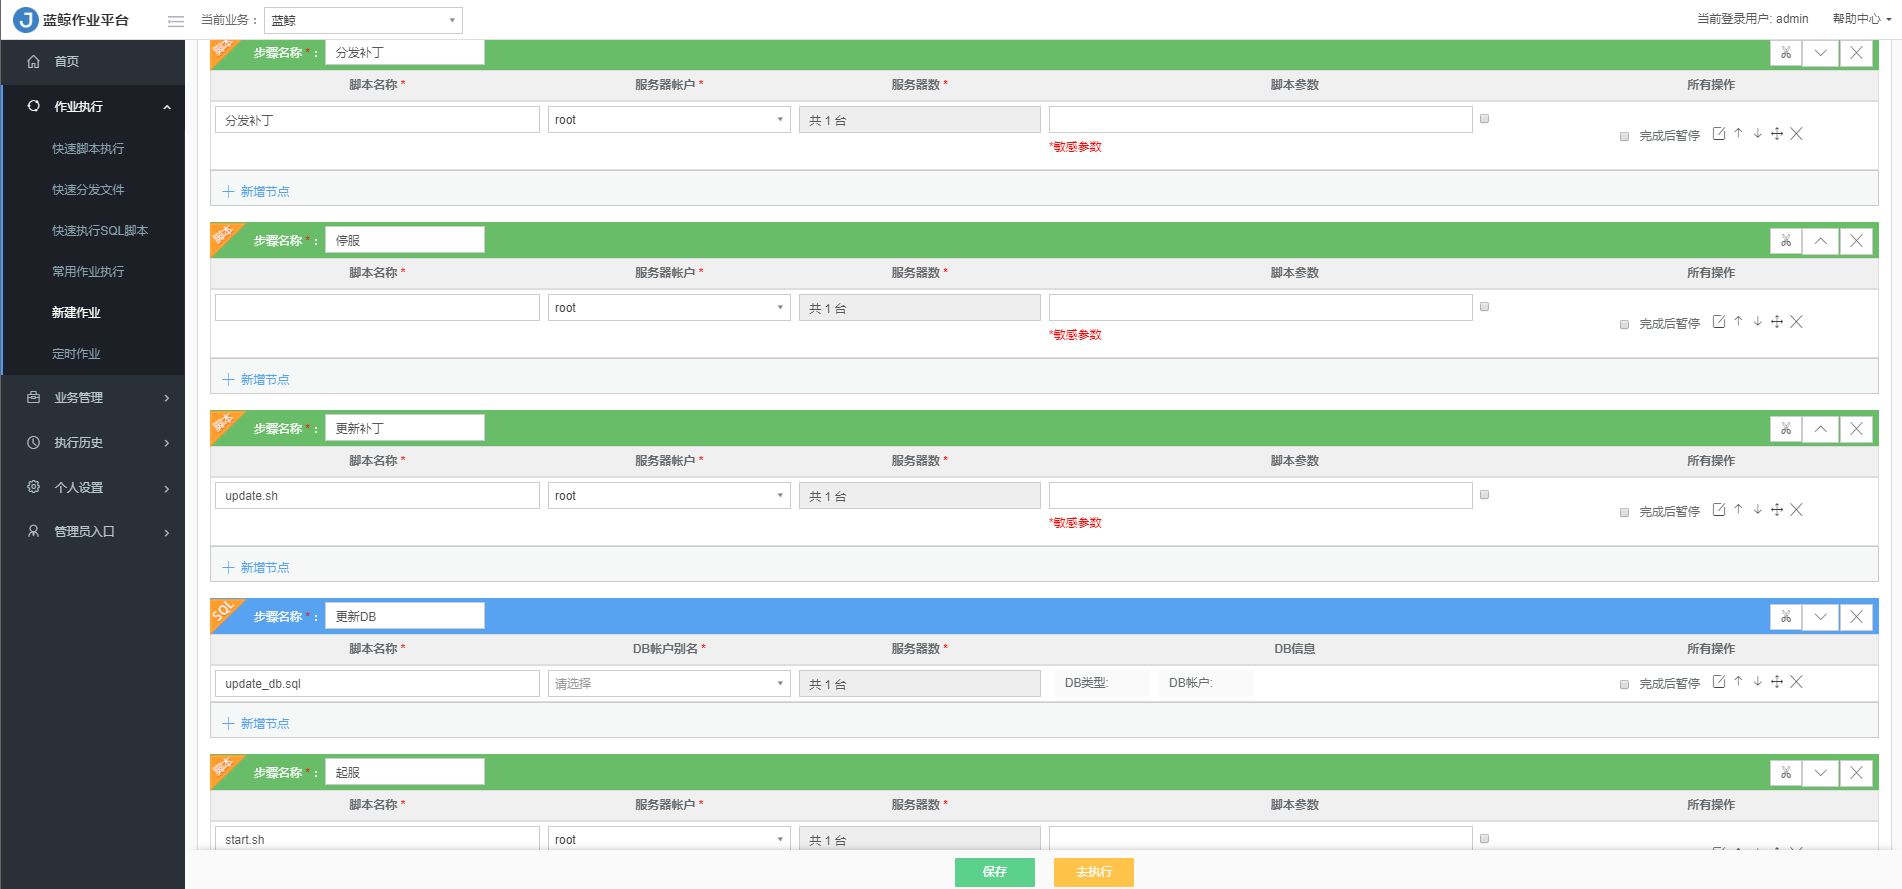 蓝鲸作业平台
当前业务： 蓝鲸
当前登录用户: admin 帮助中心
首页
作业执行
快速脚本执行
快速分发文件
快速执行SQL脚本
常用作业执行
新建作业
定时作业
业务管理
执行历史
个人设置
管理员入口
脚本 步骤名称 *： 分发补丁
脚本名称 * 服务器帐户 * 服务器数 * 脚本参数 所有操作
分发补丁 root 共 1 台 完成后暂停
*敏感参数
新增节点
脚本 步骤名称 *： 停服
脚本名称 * 服务器帐户 * 服务器数 * 脚本参数 所有操作
root 共 1 台 完成后暂停
*敏感参数
新增节点
脚本 步骤名称 *： 更新补丁
脚本名称 * 服务器帐户 * 服务器数 * 脚本参数 所有操作
update.sh root 共 1 台 完成后暂停
*敏感参数
新增节点
SQL 步骤名称 *： 更新DB
脚本名称 * DB帐户别名 * 服务器数 * DB信息 所有操作
update_db.sql 请选择 共 1 台 DB类型: DB帐户: 完成后暂停
新增节点
脚本 步骤名称 *： 起服
脚本名称 * 服务器帐户 * 服务器数 * 脚本参数 所有操作
start.sh root 共 1 台
保存 去执行